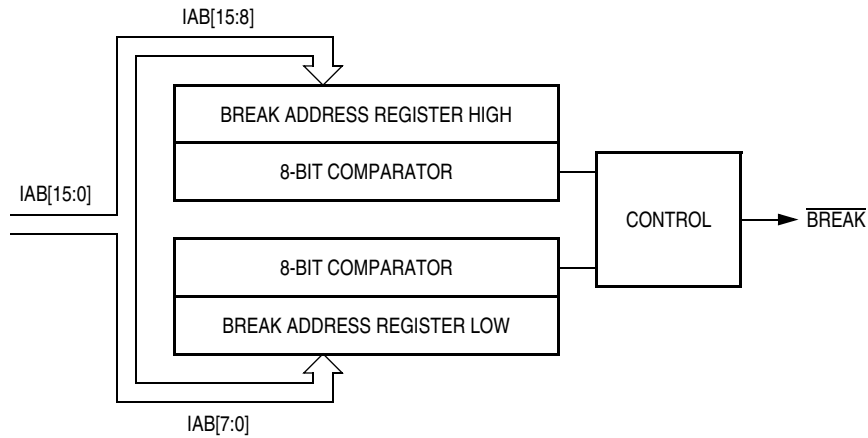 IAB[15:8]
BREAK ADDRESS REGISTER HIGH
8-BIT COMPARATOR
IAB[15:0]
CONTROL
BREAK
8-BIT COMPARATOR
BREAK ADDRESS REGISTER LOW
IAB[7:0]